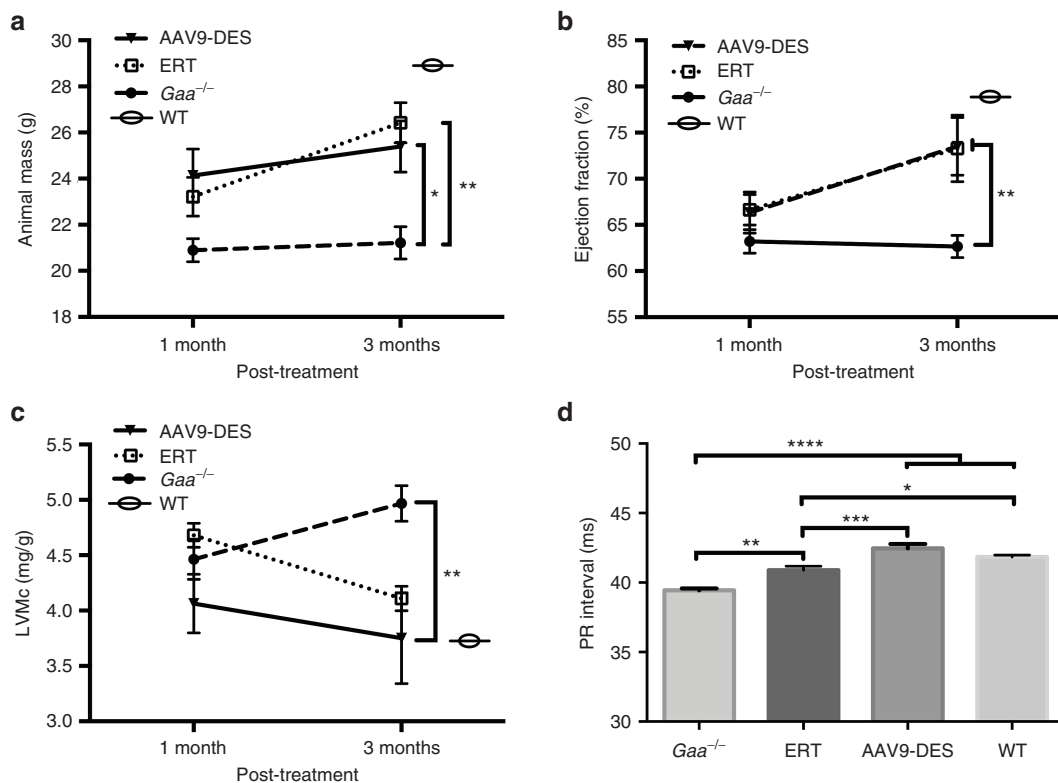 a
30
28
26
24
22
20
18
Animal mass (g)
AAV9-DES
ERT
Gaa−/−
WT
*
**
1 month
3 months
Post-treatment
b
85
80
75
70
65
60
55
Ejection fraction (%)
AAV9-DES
ERT
Gaa−/−
WT
**
1 month
3 months
Post-treatment
c
5.5
5.0
4.5
4.0
3.5
3.0
LVMc (mg/g)
AAV9-DES
ERT
Gaa−/−
WT
**
1 month
3 months
Post-treatment
d
50
45
40
35
30
PR interval (ms)
****
*
***
**
Gaa−/−
ERT
AAV9-DES
WT